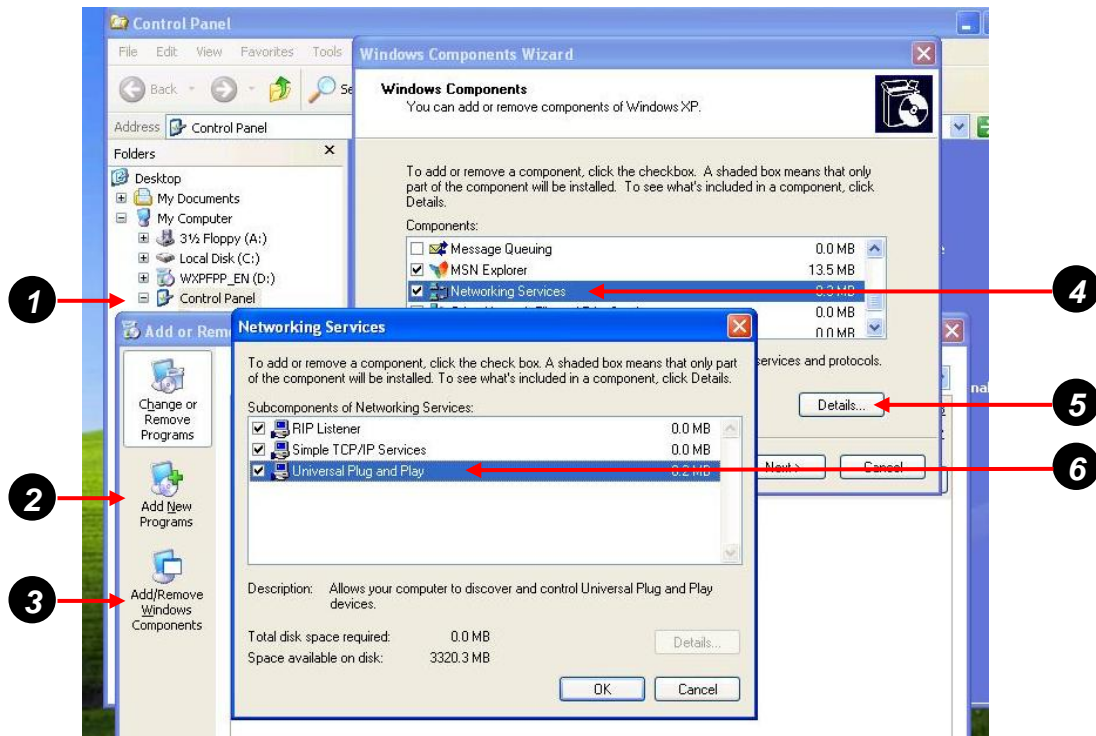 Control Panel
File Edit View Favorites Tools
Back
Address Control Panel
Folders
Desktop
My Documents
My Computer
3½ Floppy (A:)
Local Disk (C:)
WXPFPP_EN (D:)
Control Panel
1
Windows Components Wizard
Windows Components
You can add or remove components of Windows XP.
To add or remove a component, click the checkbox. A shaded box means that only
part of the component will be installed. To see what's included in a component, click
Details.
Components:
Message Queuing 0.0 MB
MSN Explorer 13.5 MB
Networking Services 8.3 MB
4
0.0 MB
0.0 MB
services and protocols.
Details...
5
Next > Cancel
Add or Rem
Change or
Remove
Programs
2
Add New
Programs
3
Add/Remove
Windows
Components
Networking Services
To add or remove a component, click the check box. A shaded box means that only part
of the component will be installed. To see what's included in a component, click Details.
Subcomponents of Networking Services:
RIP Listener 0.0 MB
Simple TCP/IP Services 0.0 MB
Universal Plug and Play 0.2 MB
6
Description: Allows your computer to discover and control Universal Plug and Play
devices.
Total disk space required: 0.0 MB
Space available on disk: 3320.3 MB
Details...
OK Cancel